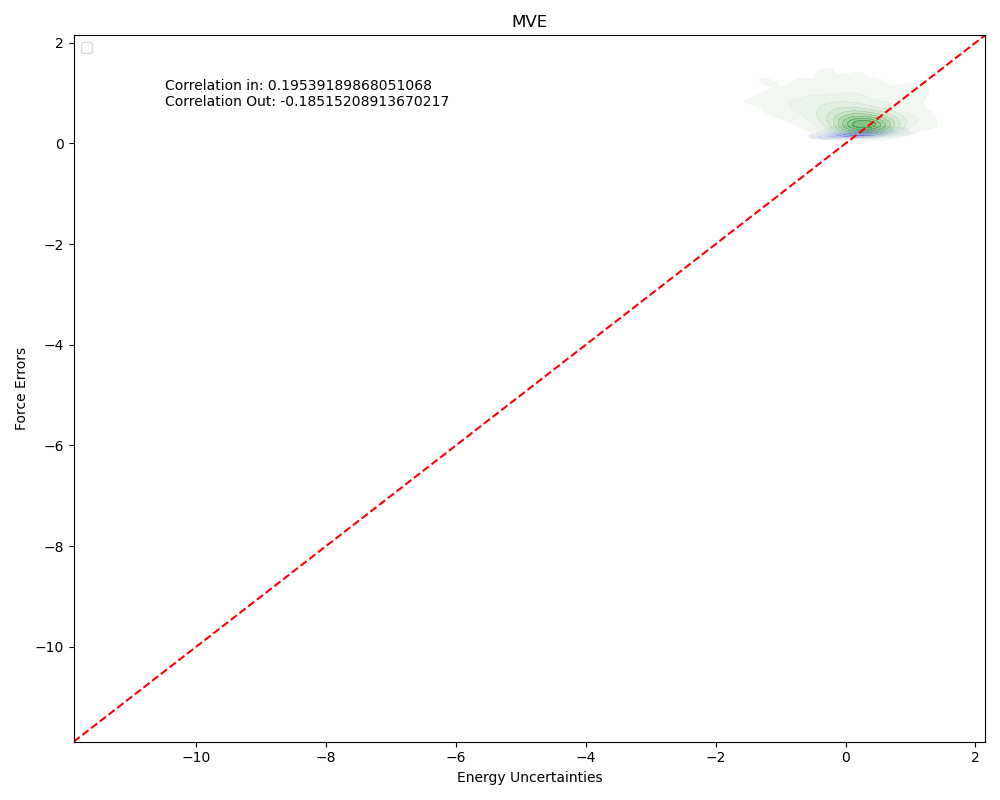 MVE
Correlation in: 0.19539189868051068
Correlation Out: -0.18515208913670217
Force Errors
2
0
−2
−4
−6
−8
−10
−10
−8
−6
−4
−2
0
2
Energy Uncertainties